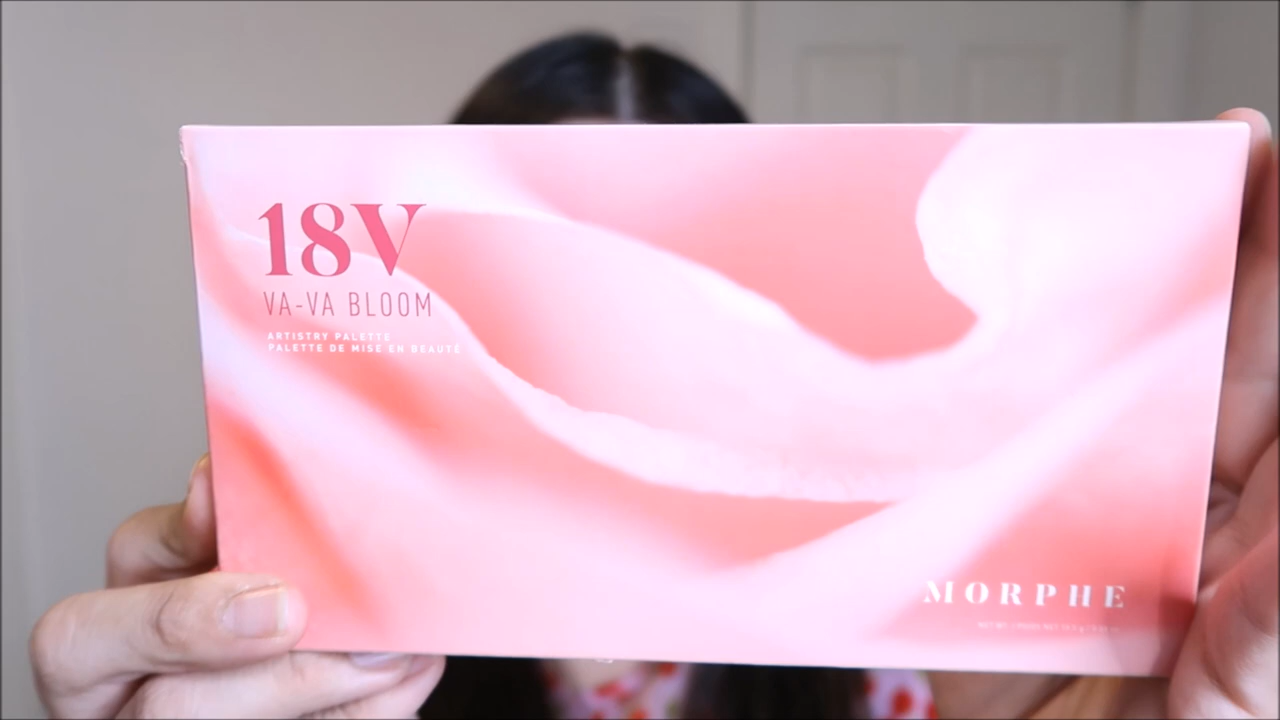 18V
VA-VA BLOOM
ARTISTRY PALETTE
PALETTE DE MISE EN BEAUTÉ
MORPHE